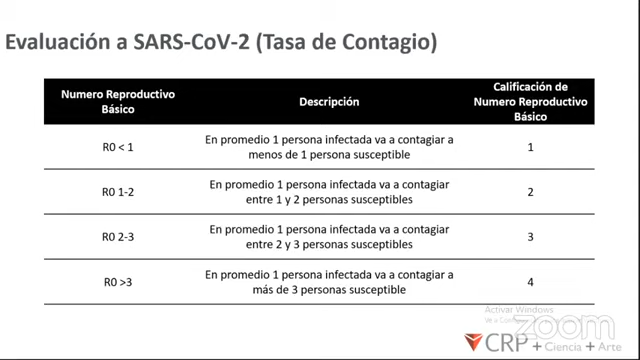 Evaluación a SARS-CoV-2 (Tasa de Contagio)
Numero Reproductivo
Básico
Descripción
Calificación de
Numero Reproductivo
Básico
R0 < 1
En promedio 1 persona infectada va a contagiar a
menos de 1 persona susceptible
1
R0 1-2
En promedio 1 persona infectada va a contagiar
entre 1 y 2 personas susceptibles
2
R0 2-3
En promedio 1 persona infectada va a contagiar
entre 2 y 3 personas susceptibles
3
R0 >3
En promedio 1 persona infectada va a contagiar a
más de 3 personas susceptible
4
Activar Windows
zoom
CRP+Ciencia+Arte